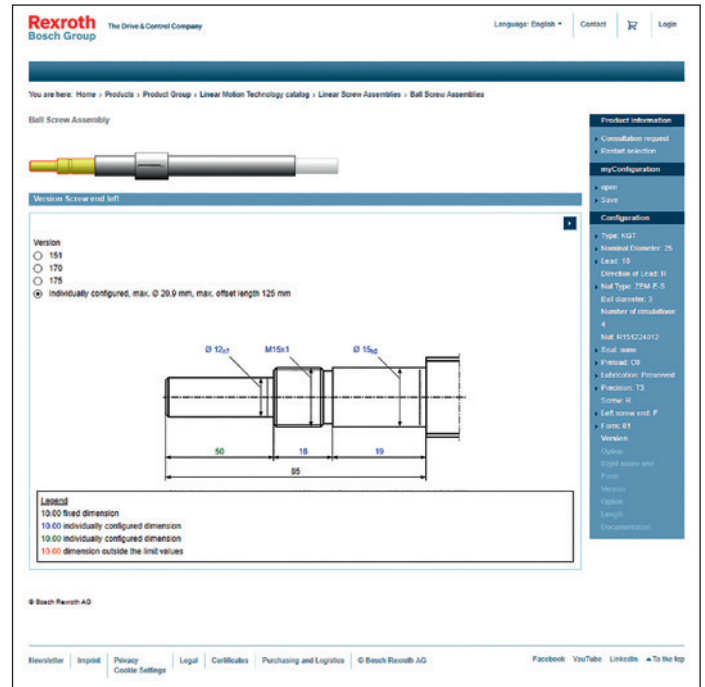 Rexroth
Bosch Group
The Drive & Control Company
Language: English
Contact
Login
You are here: Home › Products › Product Group › Linear Motion Technology catalog › Linear Screw Assemblies › Ball Screw Assemblies
Ball Screw Assembly
Version Screw end left
Version
151
170
175
Individually configured, max. Ø 20.9 mm, max. offset length 125 mm
Ø 12h7
M15x1
Ø 15h6
50
16
19
85
Legend
10.00 fixed dimension
10.00 individually configured dimension
10.00 individually configured dimension
10.00 dimension outside the limit values
Product Information
Consultation request
Restart selection
myConfiguration
open
Save
Configuration
Type: KGT
Nominal Diameter: 25
Lead: 10
Direction of Lead: R
Nut Type: ZEM-E-S
Ball diameter: 3
Number of circulations:
4
Nut: R151224012
Seal: none
Preload: C0
Lubrication: Preserved
Precision: T3
Screw: R
Left screw end: F
Form: 81
Version
Option
Right screw end
Form
Version
Option
Length
Documentation
© Bosch Rexroth AG
Newsletter
Imprint
Privacy
Cookie Settings
Legal
Certificates
Purchasing and Logistics
© Bosch Rexroth AG
Facebook
YouTube
LinkedIn
To the top